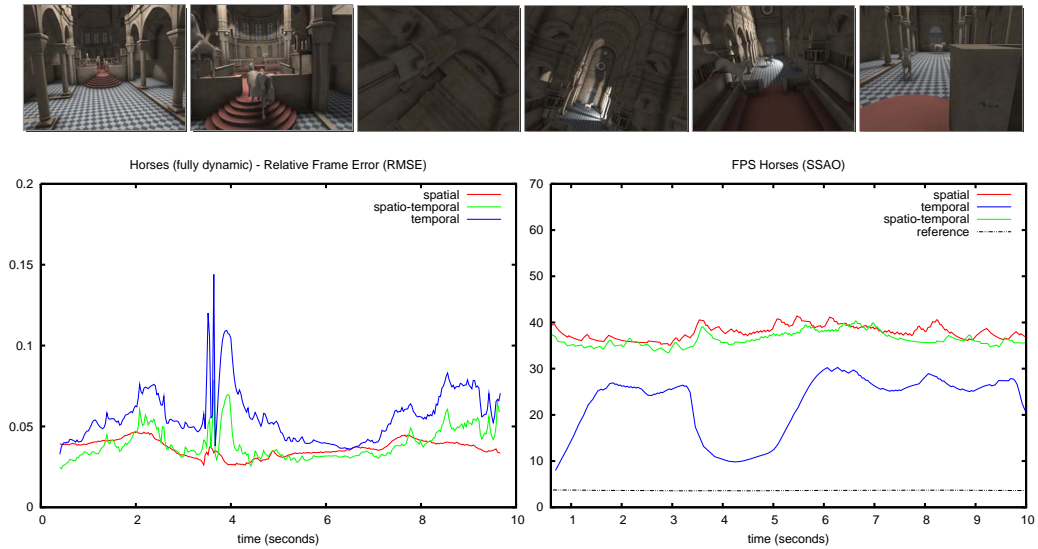 Horses (fully dynamic) - Relative Frame Error (RMSE)
0.2
0.15
0.1
0.05
0
0 2 4 6 8 10
time (seconds)
spatial
spatio-temporal
temporal
FPS Horses (SSAO)
70
60
50
40
30
20
10
0
1 2 3 4 5 6 7 8 9 10
time (seconds)
spatial
temporal
spatio-temporal
reference